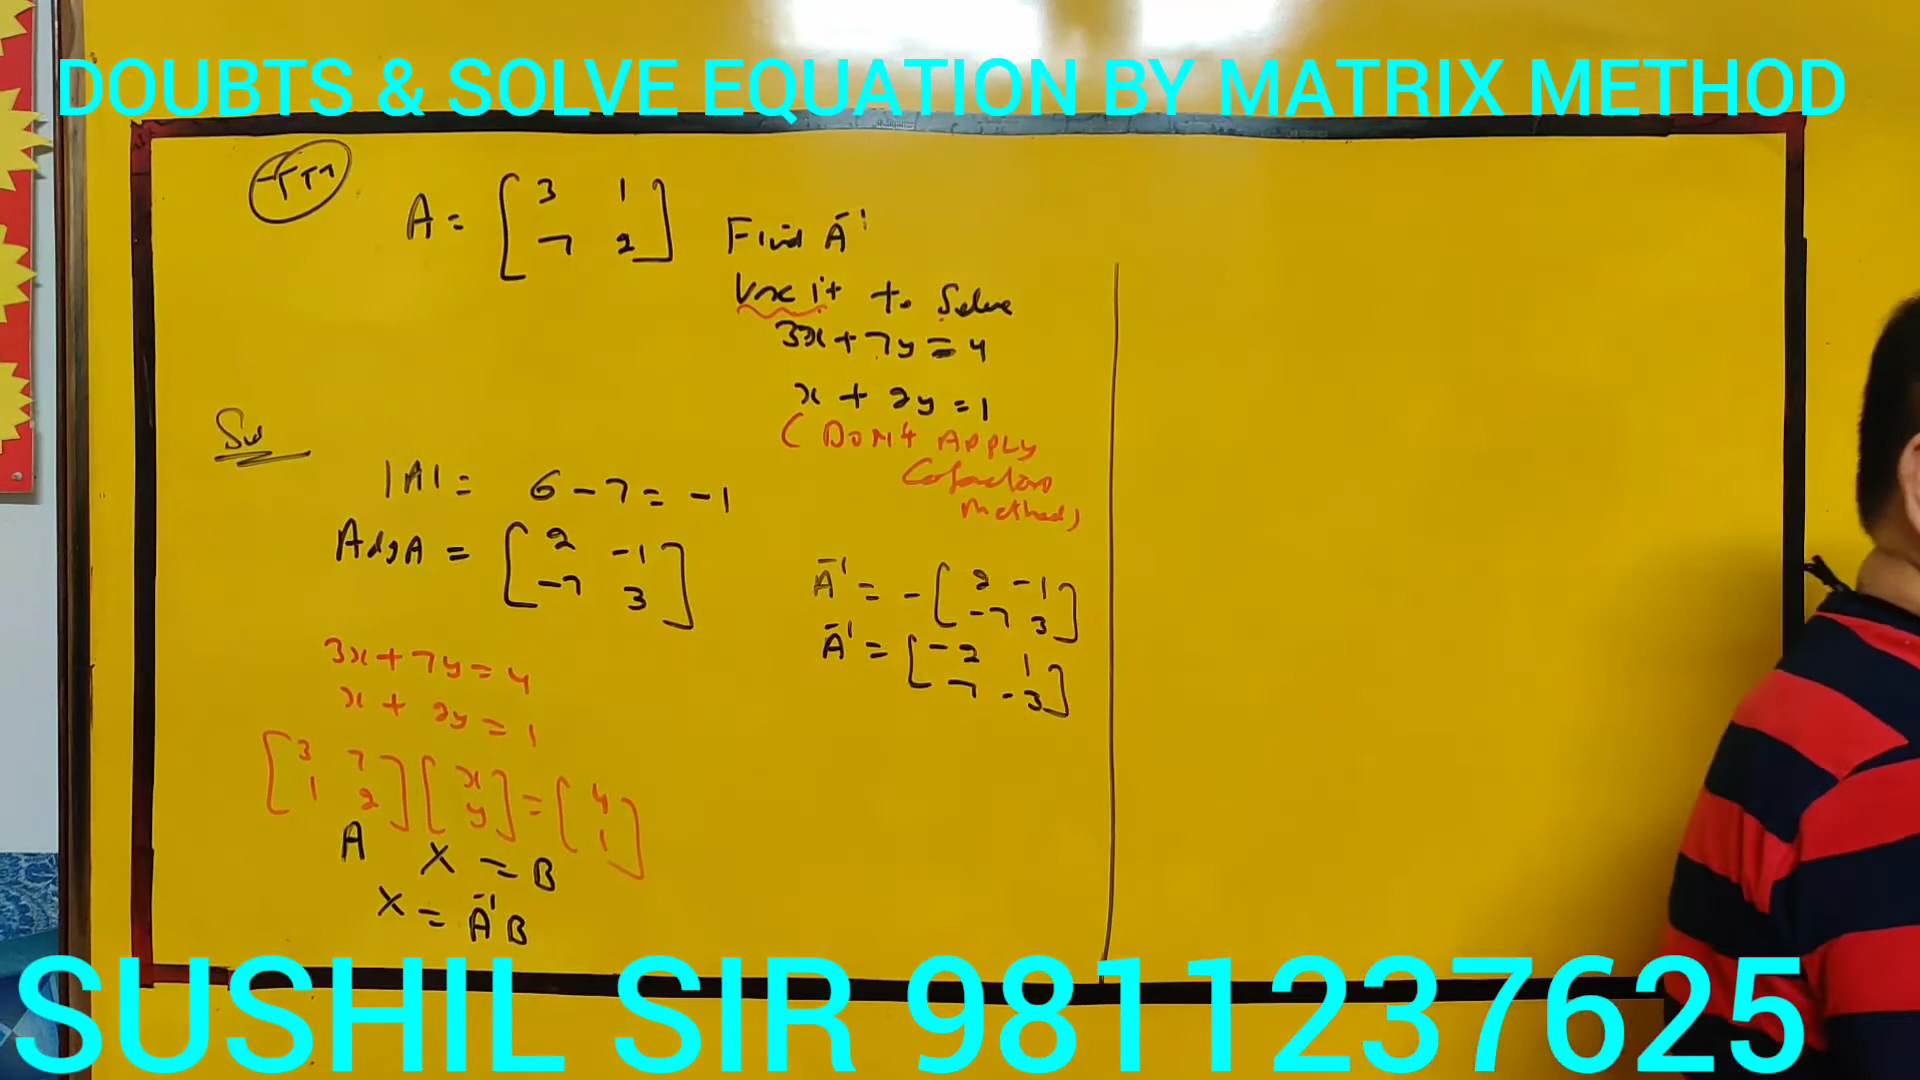 DOUBTS & SOLVE EQUATION BY MATRIX METHOD
A = [ 3 1
7 2 ] Find A⁻¹
Use it to Solve
3x + 7y = 4
x + 2y = 1
( DON'T APPLY
Cofactors
Method)
Sol
|A| = 6 - 7 = -1
AdjA = [ 2 -1
-7 3 ]
A⁻¹ = - [ 2 -1
-7 3 ]
A⁻¹ = [ -2 1
7 -3 ]
3x + 7y = 4
x + 2y = 1
[ 3 7
1 2 ] [ x
y ] = [ 4
1 ]
A X = B
X = A⁻¹B
SUSHIL SIR 9811237625